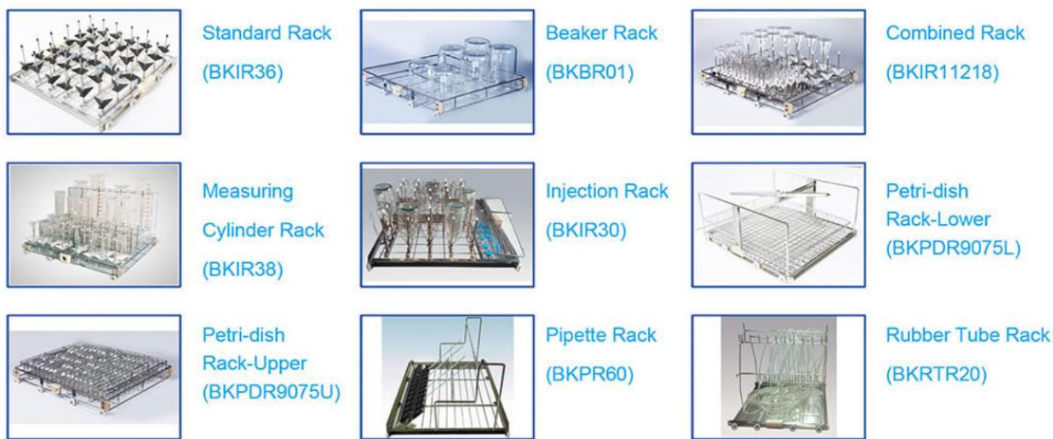 Standard Rack
(BKIR36)
Beaker Rack
(BKBR01)
Combined Rack
(BKIR11218)
Measuring
Cylinder Rack
(BKIR38)
Injection Rack
(BKIR30)
Petri-dish
Rack-Lower
(BKPDR9075L)
Petri-dish
Rack-Upper
(BKPDR9075U)
Pipette Rack
(BKPR60)
Rubber Tube Rack
(BKRTR20)